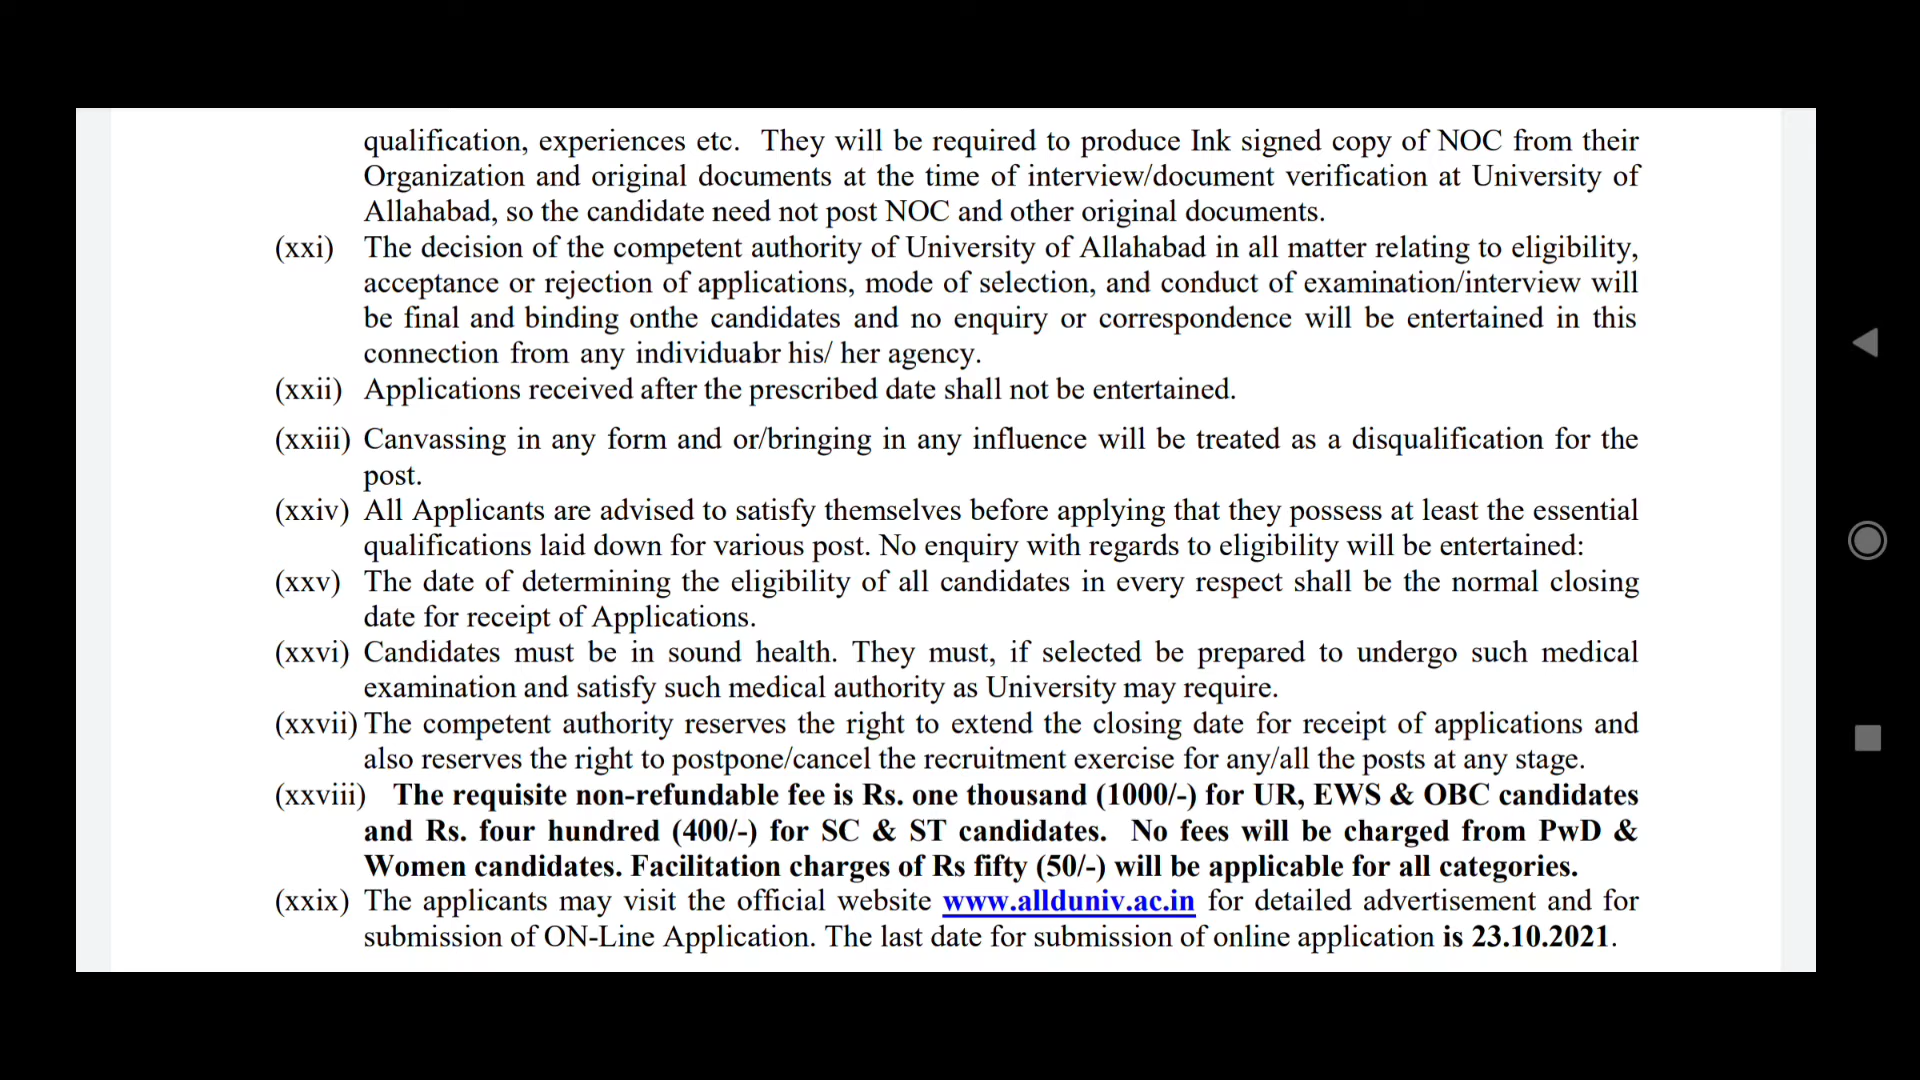 qualification, experiences etc. They will be required to produce Ink signed copy of NOC from their
Organization and original documents at the time of interview/document verification at University of
Allahabad, so the candidate need not post NOC and other original documents.
(xxi) The decision of the competent authority of University of Allahabad in all matter relating to eligibility,
acceptance or rejection of applications, mode of selection, and conduct of examination/interview will
be final and binding onthe candidates and no enquiry or correspondence will be entertained in this
connection from any individualor his/ her agency.
(xxii) Applications received after the prescribed date shall not be entertained.
(xxiii) Canvassing in any form and or/bringing in any influence will be treated as a disqualification for the
post.
(xxiv) All Applicants are advised to satisfy themselves before applying that they possess at least the essential
qualifications laid down for various post. No enquiry with regards to eligibility will be entertained:
(xxv) The date of determining the eligibility of all candidates in every respect shall be the normal closing
date for receipt of Applications.
(xxvi) Candidates must be in sound health. They must, if selected be prepared to undergo such medical
examination and satisfy such medical authority as University may require.
(xxvii) The competent authority reserves the right to extend the closing date for receipt of applications and
also reserves the right to postpone/cancel the recruitment exercise for any/all the posts at any stage.
(xxviii) The requisite non-refundable fee is Rs. one thousand (1000/-) for UR, EWS & OBC candidates
and Rs. four hundred (400/-) for SC & ST candidates. No fees will be charged from PwD &
Women candidates. Facilitation charges of Rs fifty (50/-) will be applicable for all categories.
(xxix) The applicants may visit the official website www.allduniv.ac.in for detailed advertisement and for
submission of ON-Line Application. The last date for submission of online application is 23.10.2021.